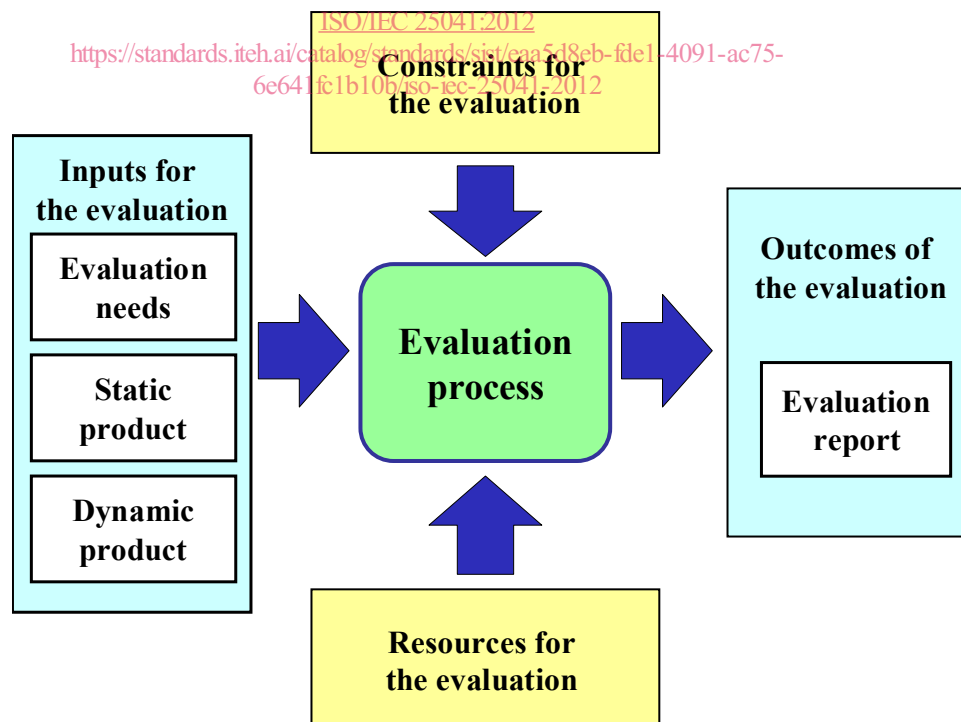 ISO/IEC 25041:2012
https://standards.iteh.ai/catalog/standards/sist/eaa5d8eb-fde1-4091-ac75-
6e641fc1b10b/iso-iec-25041-2012
Constraints for
the evaluation
Inputs for
the evaluation
Evaluation
needs
Static
product
Dynamic
product
Evaluation
process
Outcomes of
the evaluation
Evaluation
report
Resources for
the evaluation